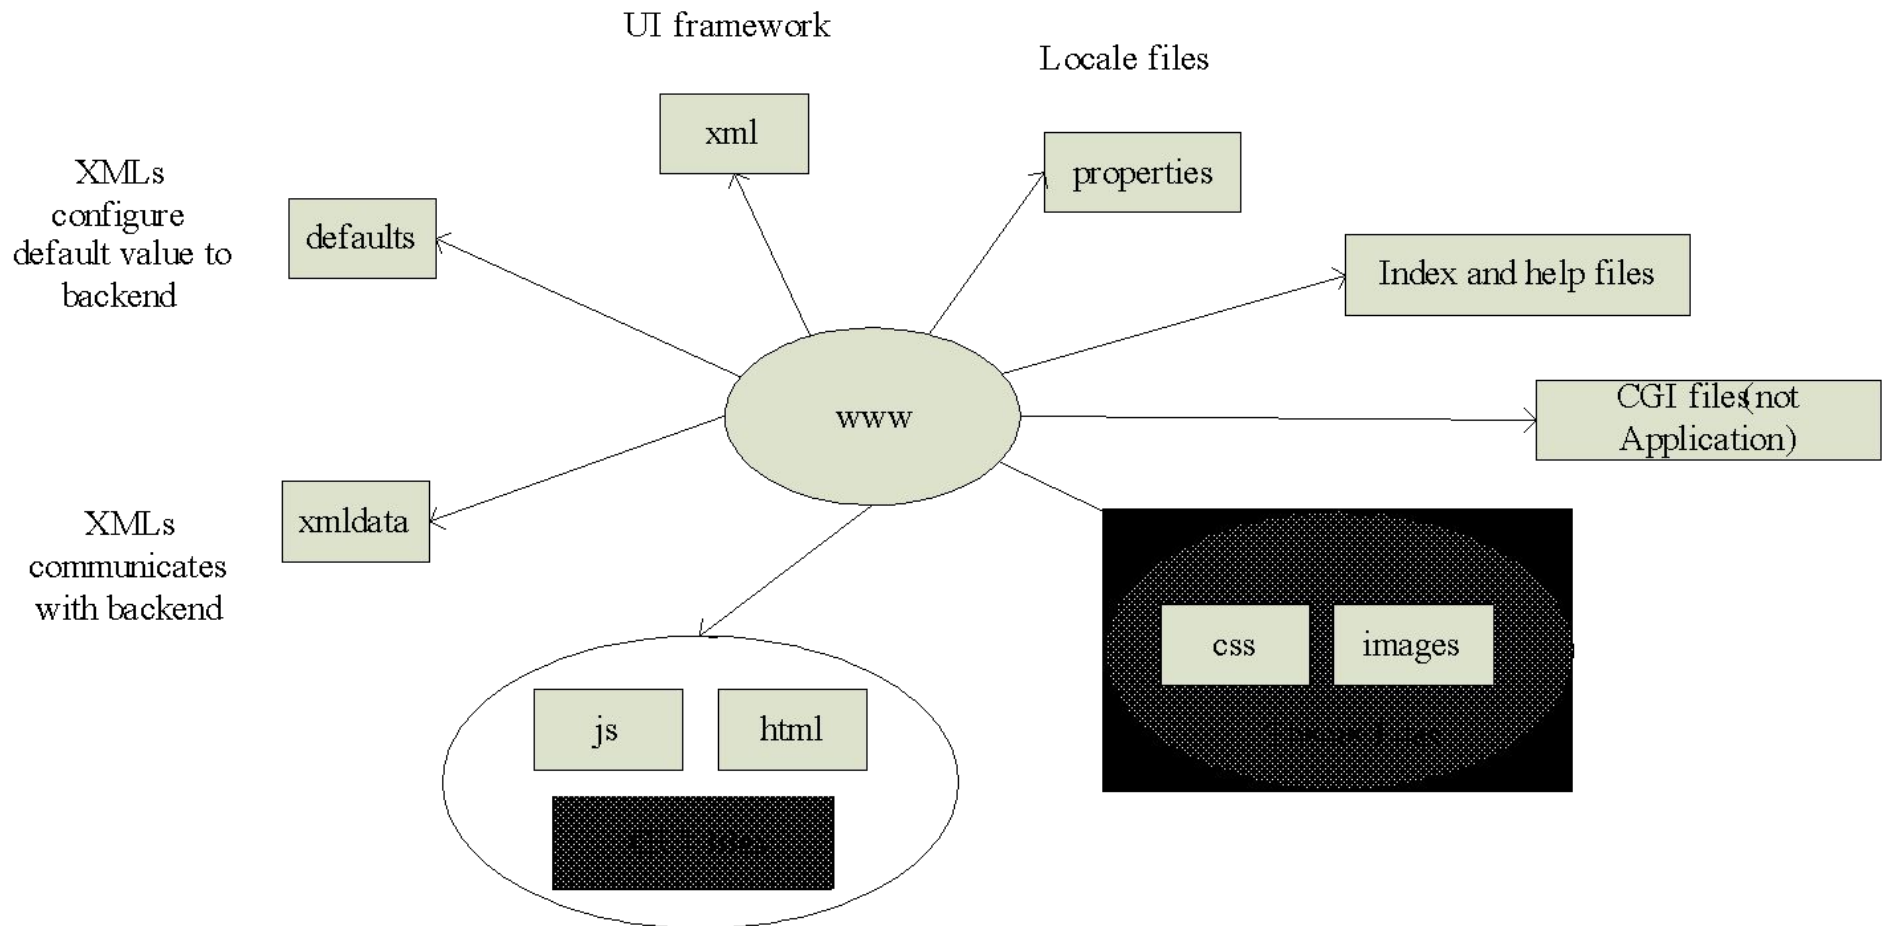 UI framework
Locale files
xml
properties
XMLs
configure
default value to
backend
defaults
Index and help files
www
CGI files(not
Application)
xmldata
XMLs
communicates
with backend
css
images
js
html